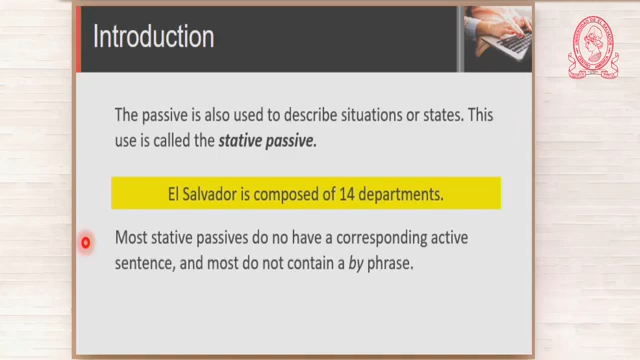 Introduction
The passive is also used to describe situations or states. This
use is called the stative passive.
El Salvador is composed of 14 departments.
Most stative passives do no have a corresponding active
sentence, and most do not contain a by phrase.